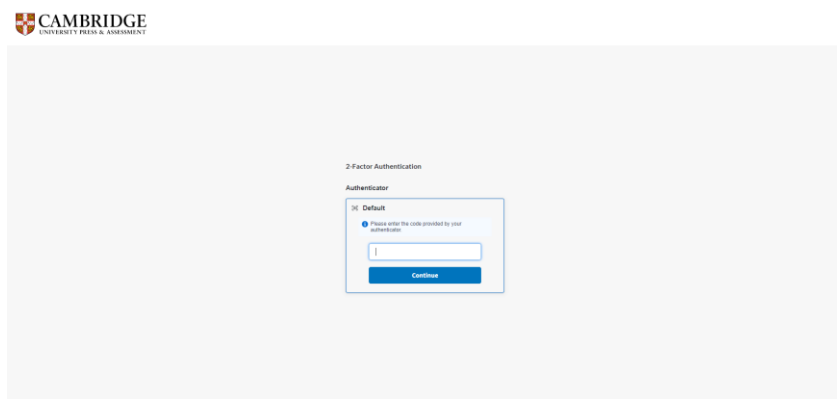 CAMBRIDGE
UNIVERSITY PRESS & ASSESSMENT
2-Factor Authentication
Authenticator
Default
Please enter the code provided by your
authenticator.
Continue